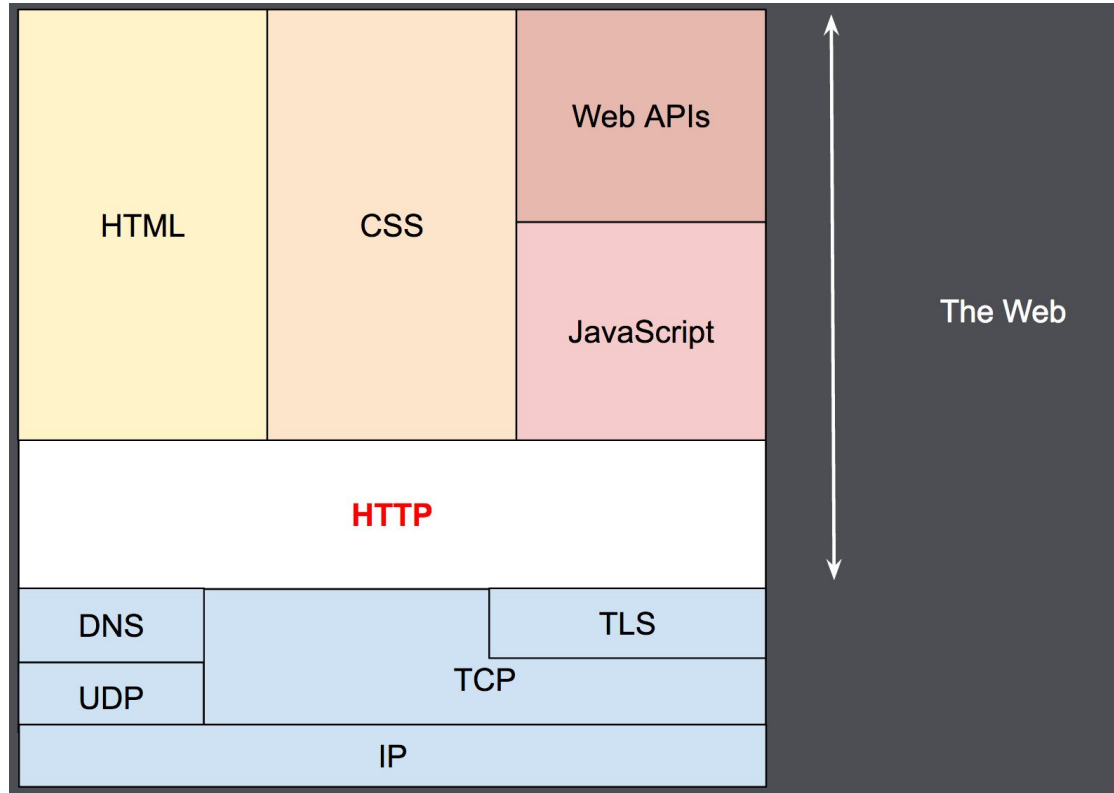 HTML
CSS
Web APIs
JavaScript
The Web
HTTP
DNS
TLS
UDP
TCP
IP